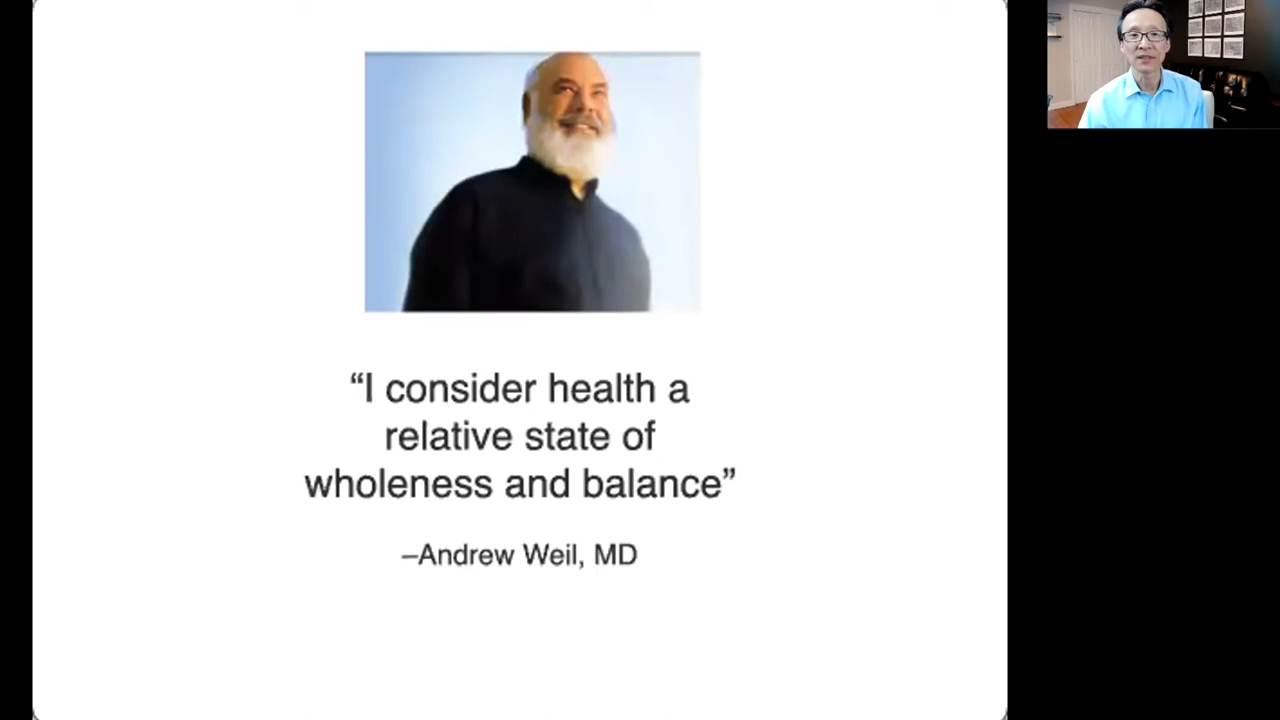 “I consider health a
relative state of
wholeness and balance”
–Andrew Weil, MD